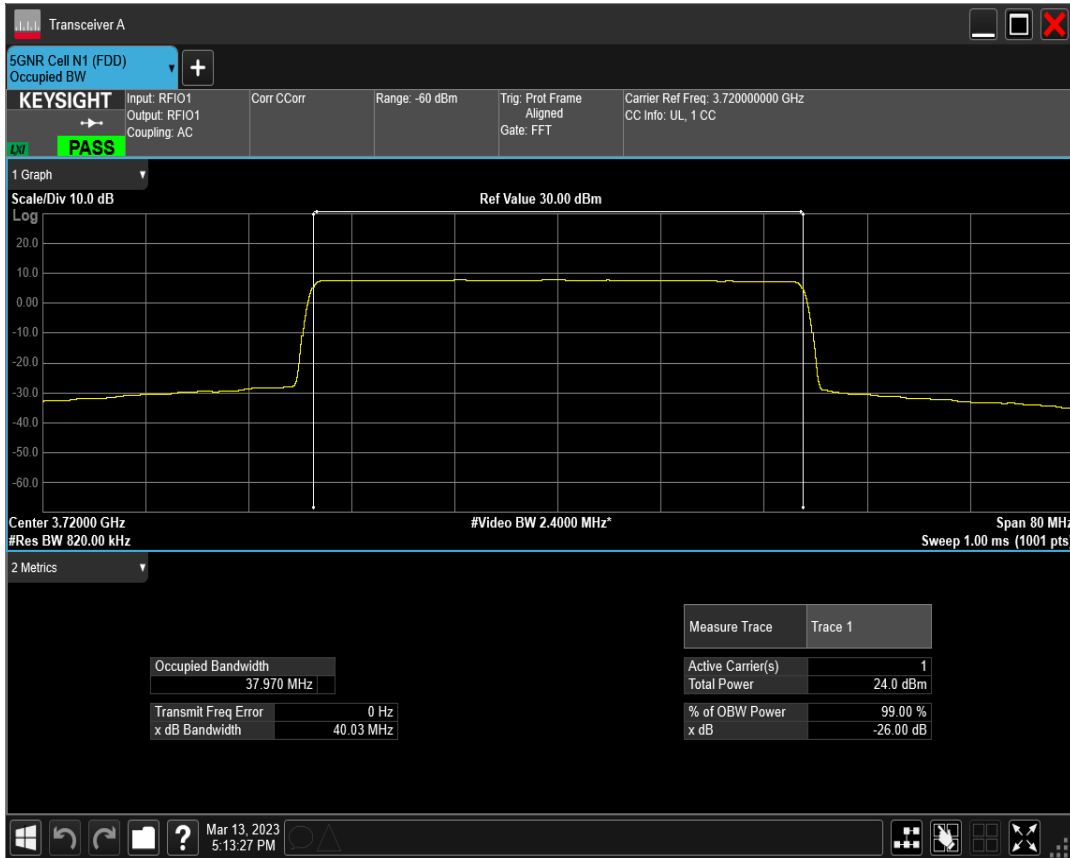 Transceiver A
5GNR Cell N1 (FDD)
Occupied BW
+
KEYSIGHT
LXI
PASS
Input: RFIO1
Output: RFIO1
Coupling: AC
Corr CCorr
Range: -60 dBm
Trig: Prot Frame
Aligned
Gate: FFT
Carrier Ref Freq: 3.720000000 GHz
CC Info: UL, 1 CC
1 Graph
Scale/Div 10.0 dB
Ref Value 30.00 dBm
Log
20.0
10.0
0.00
-10.0
-20.0
-30.0
-40.0
-50.0
-60.0
Center 3.72000 GHz
#Video BW 2.4000 MHz*
Span 80 MHz
#Res BW 820.00 kHz
Sweep 1.00 ms (1001 pts)
2 Metrics
Measure Trace Trace 1
Occupied Bandwidth
37.970 MHz
Active Carrier(s) 1
Total Power 24.0 dBm
Transmit Freq Error 0 Hz
x dB Bandwidth 40.03 MHz
% of OBW Power 99.00 %
x dB -26.00 dB
?
Mar 13, 2023
5:13:27 PM